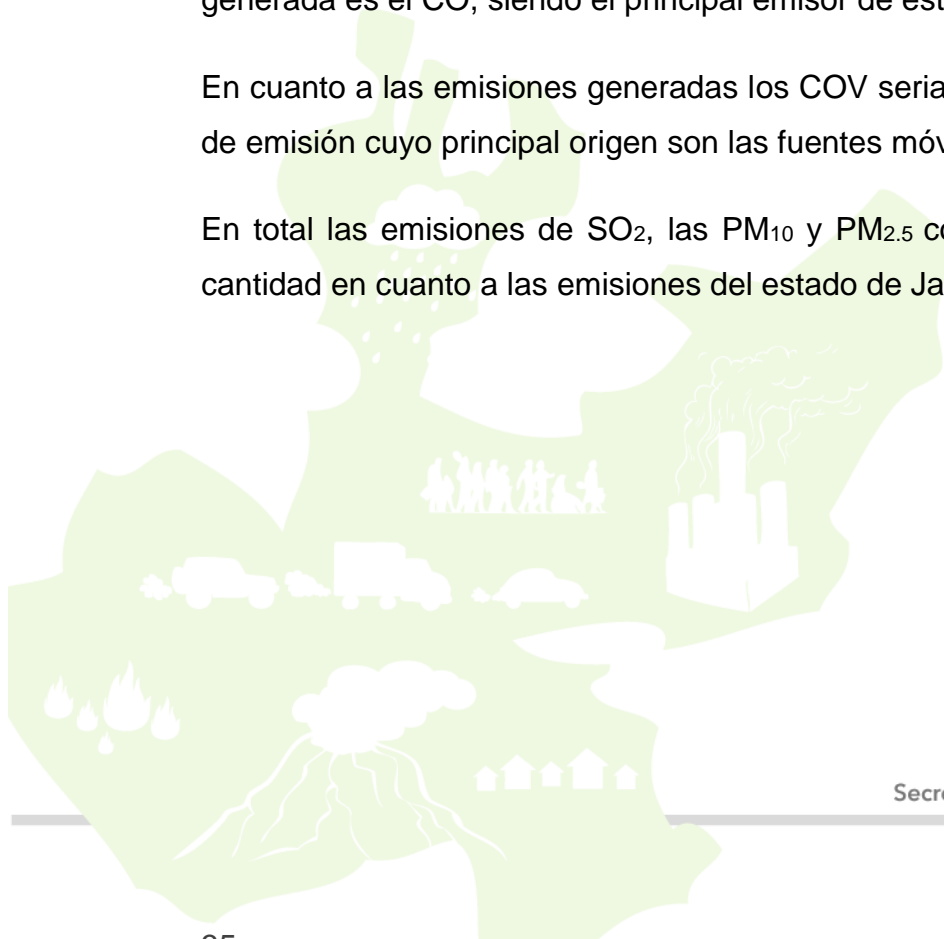 generada es el CO, siendo el principal emisor de est
En cuanto a las emisiones generadas los COV seria
de emisión cuyo principal origen son las fuentes móv
En total las emisiones de SO2, las PM10 y PM2.5 co
cantidad en cuanto a las emisiones del estado de Ja
Secre